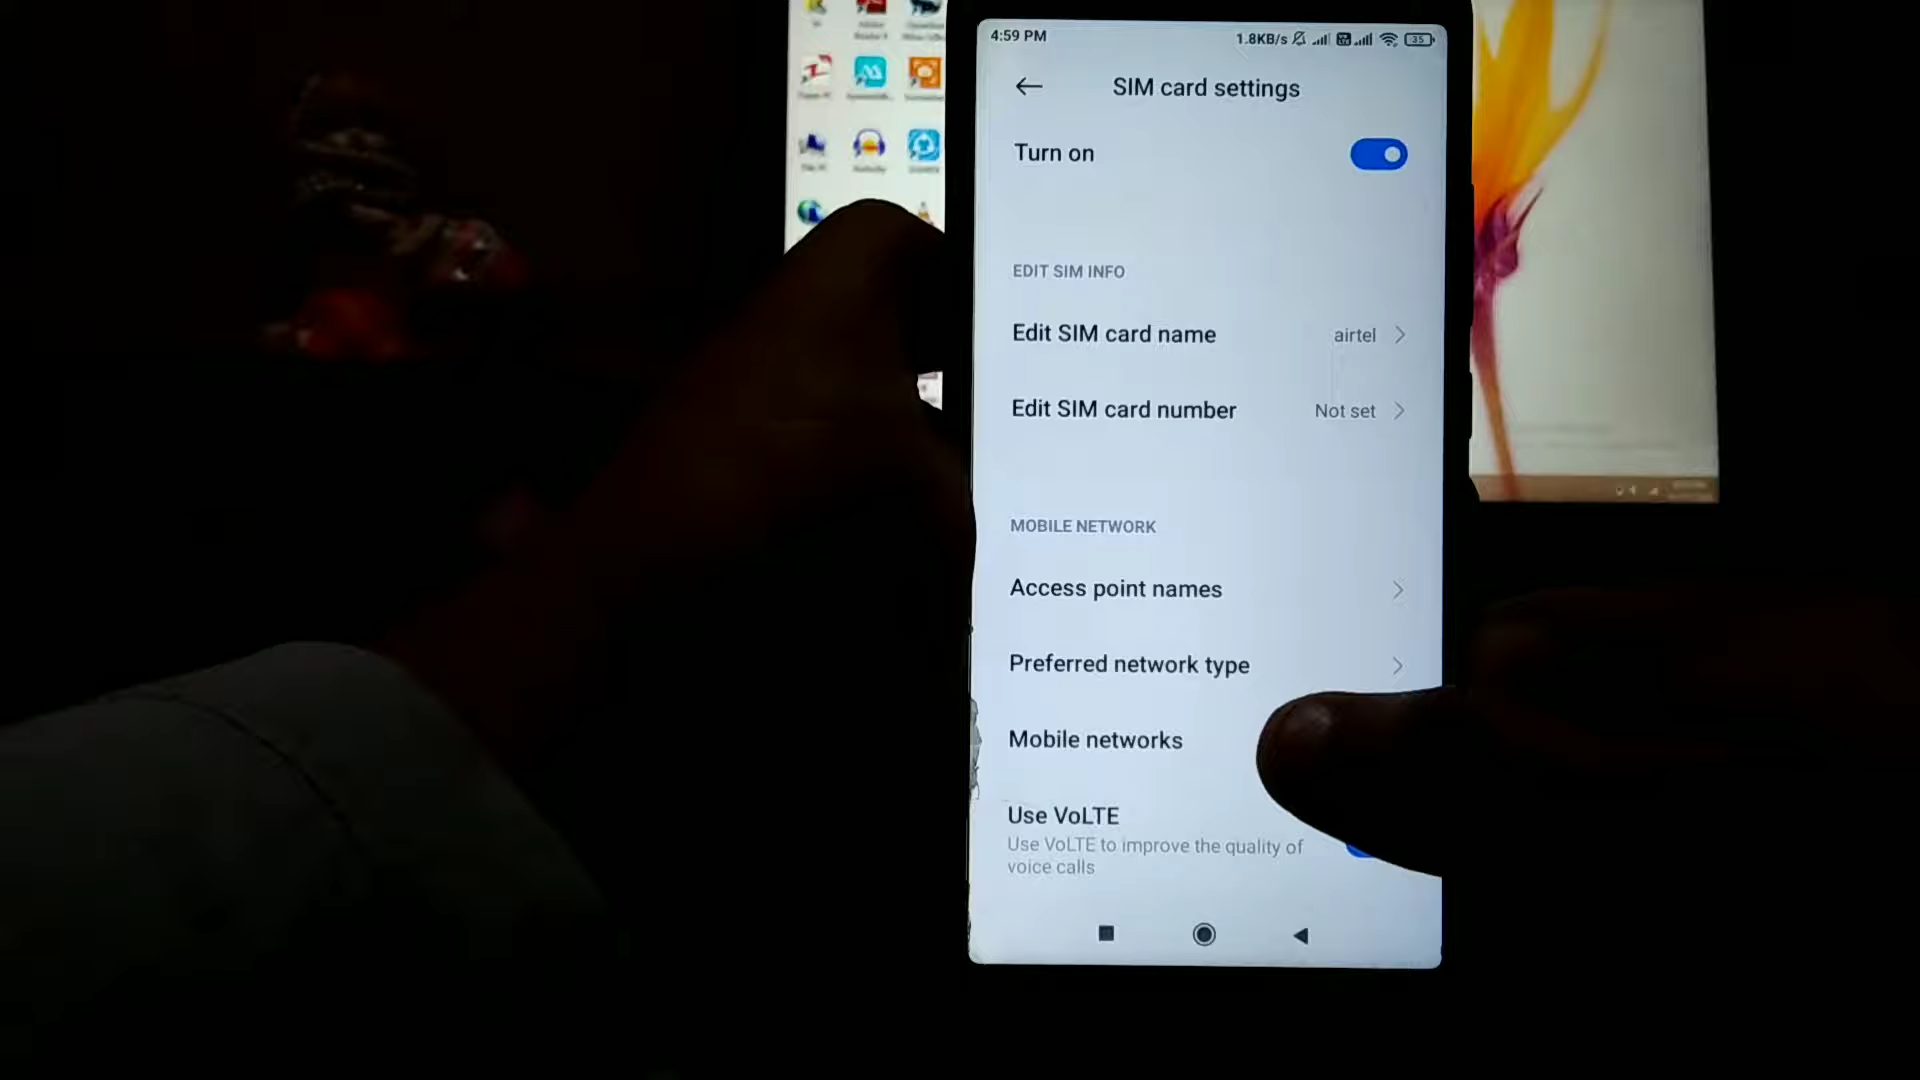 4:59 PM
1.8KB/s
35
SIM card settings
Turn on
EDIT SIM INFO
Edit SIM card name
airtel
Edit SIM card number
Not set
MOBILE NETWORK
Access point names
Preferred network type
Mobile networks
Use VoLTE
Use VoLTE to improve the quality of
voice calls